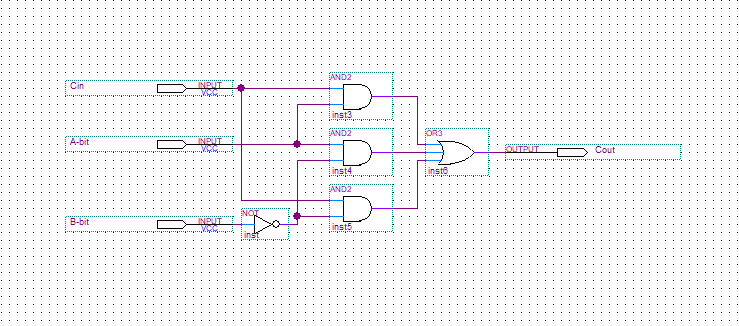 AND2
Cin
INPUT
VCC
inst3
A-bit
INPUT
VCC
AND2
inst4
OR3
inst6
OUTPUT
Cout
AND2
inst5
B-bit
INPUT
VCC
NOT
inst